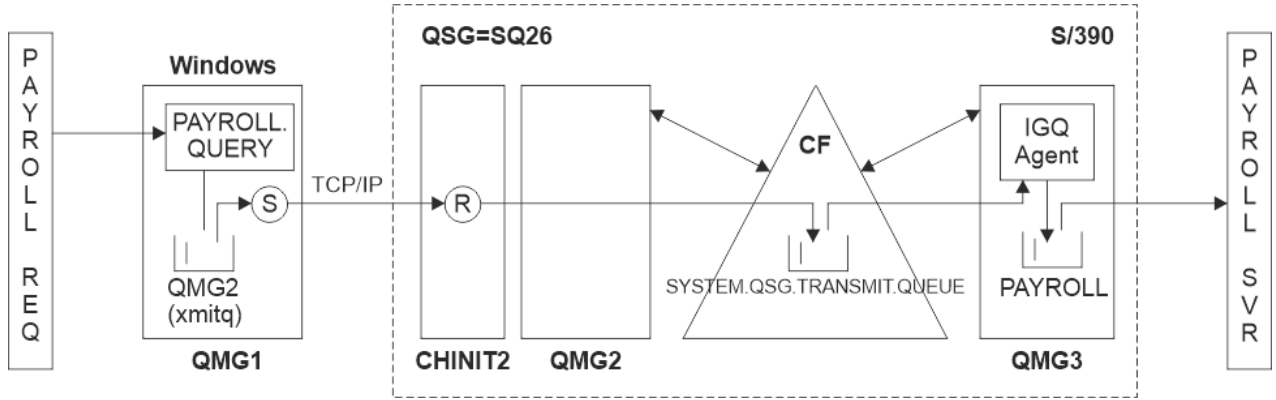 PAYROLL REQ
Windows
PAYROLL.
QUERY
S
QMG2
(xmitq)
QMG1
TCP/IP
QSG=SQ26
S/390
R
CHINIT2
QMG2
CF
SYSTEM.QSG.TRANSMIT.QUEUE
IGQ
Agent
PAYROLL
QMG3
PAYROLL SVR